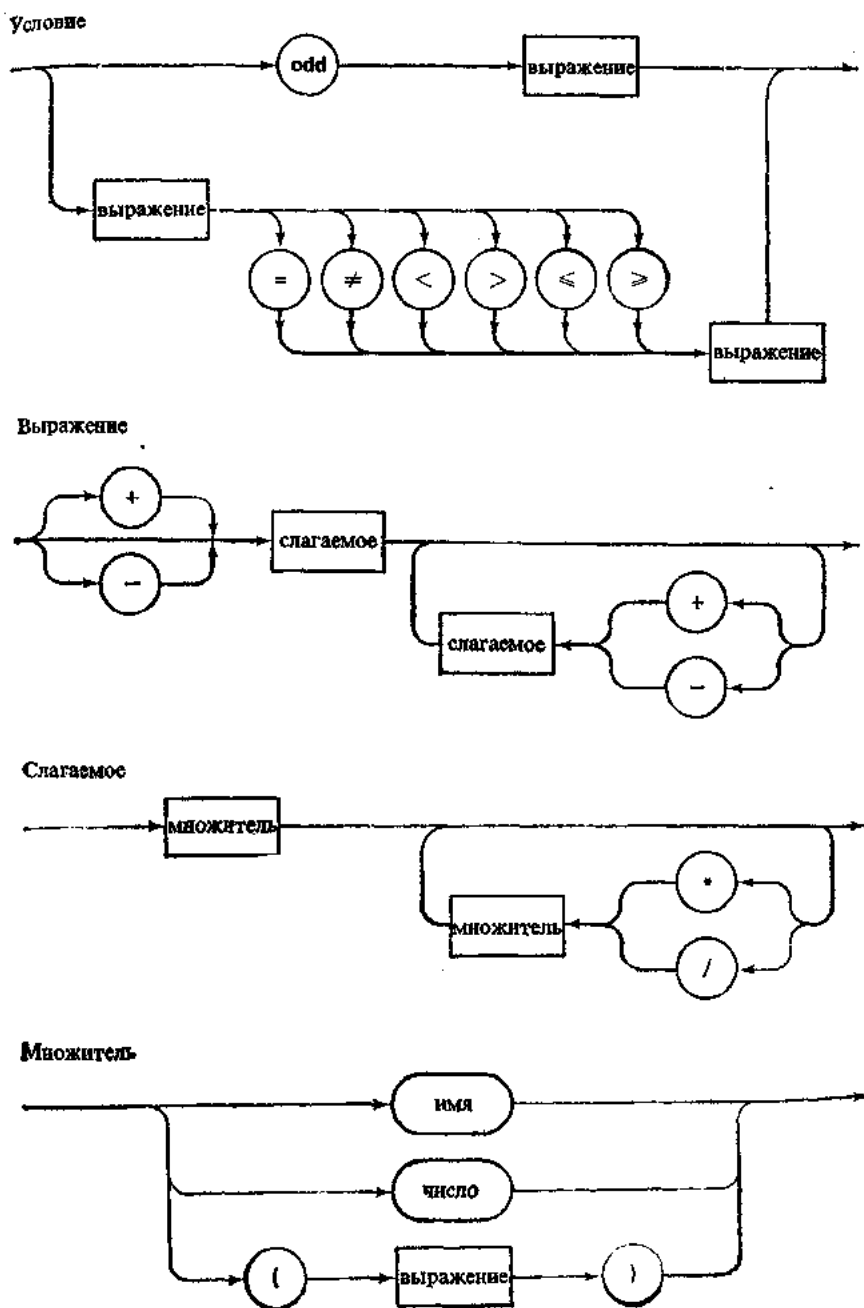 Условие
odd
выражение
выражение
= ≠ < > ⩽ ⩾
выражение
Выражение
+
слагаемое
−
+
слагаемое
−
Слагаемое
множитель
*
множитель
/
Множитель
имя
число
( выражение )